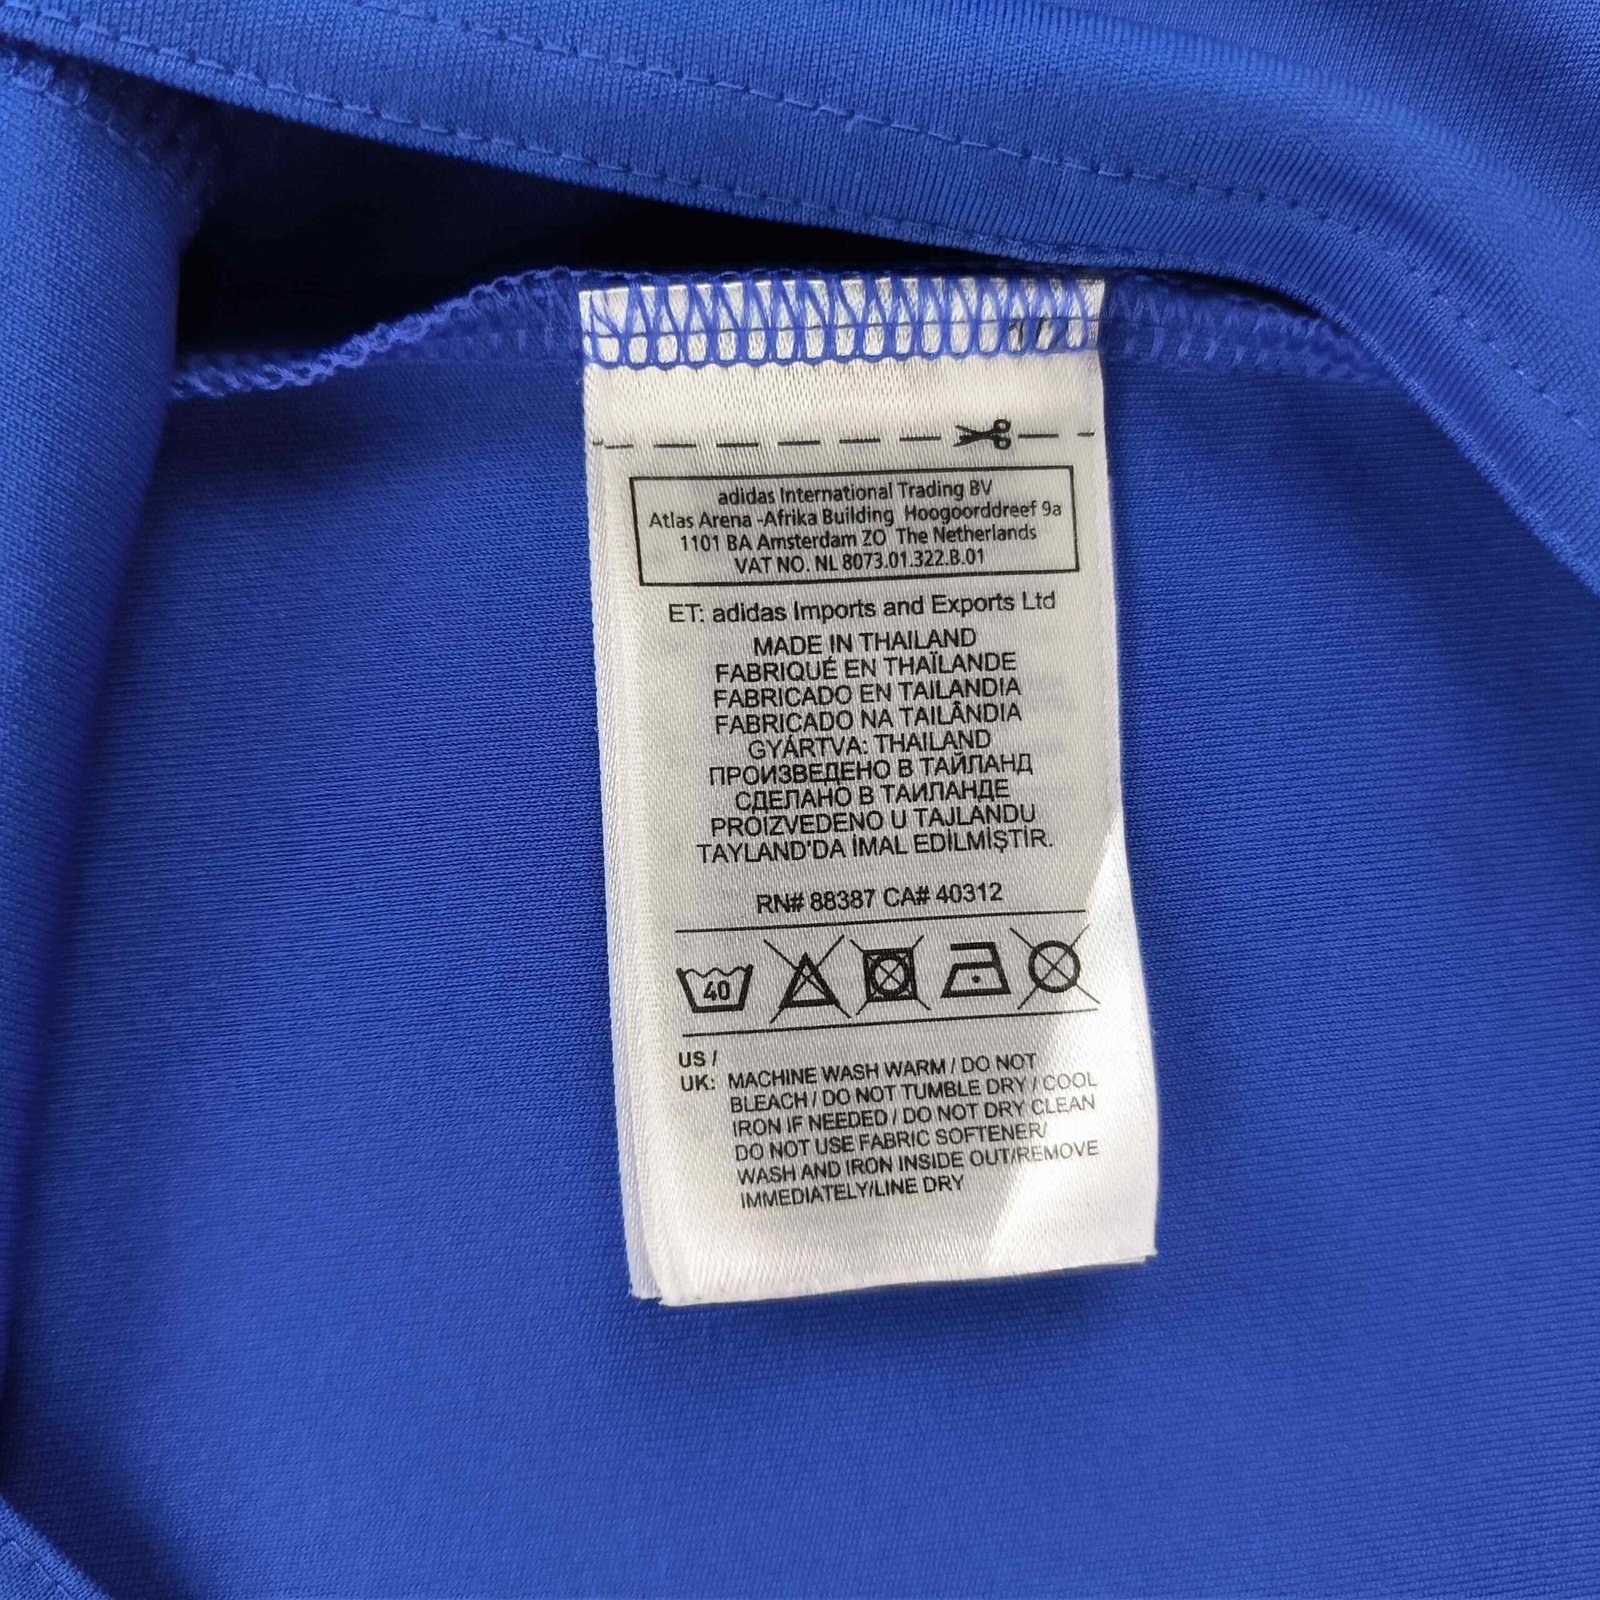 adidas International Trading BV
Atlas Arena -Afrika Building Hoogoorddreef 9a
1101 BA Amsterdam ZO The Netherlands
VAT NO. NL 8073.01.322.B.01
ET: adidas Imports and Exports Ltd
MADE IN THAILAND
FABRIQUÉ EN THAÏLANDE
FABRICADO EN TAILANDIA
FABRICADO NA TAILÂNDIA
GYÁRTVA: THAILAND
ПРОИЗВЕДЕНО В ТАЙЛАНД
СДЕЛАНО В ТАИЛАНДЕ
PROIZVEDENO U TAJLANDU
TAYLAND'DA İMAL EDİLMİŞTİR.
RN# 88387 CA# 40312
40
US /
UK: MACHINE WASH WARM / DO NOT
BLEACH / DO NOT TUMBLE DRY / COOL
IRON IF NEEDED / DO NOT DRY CLEAN
DO NOT USE FABRIC SOFTENER/
WASH AND IRON INSIDE OUT/REMOVE
IMMEDIATELY/LINE DRY